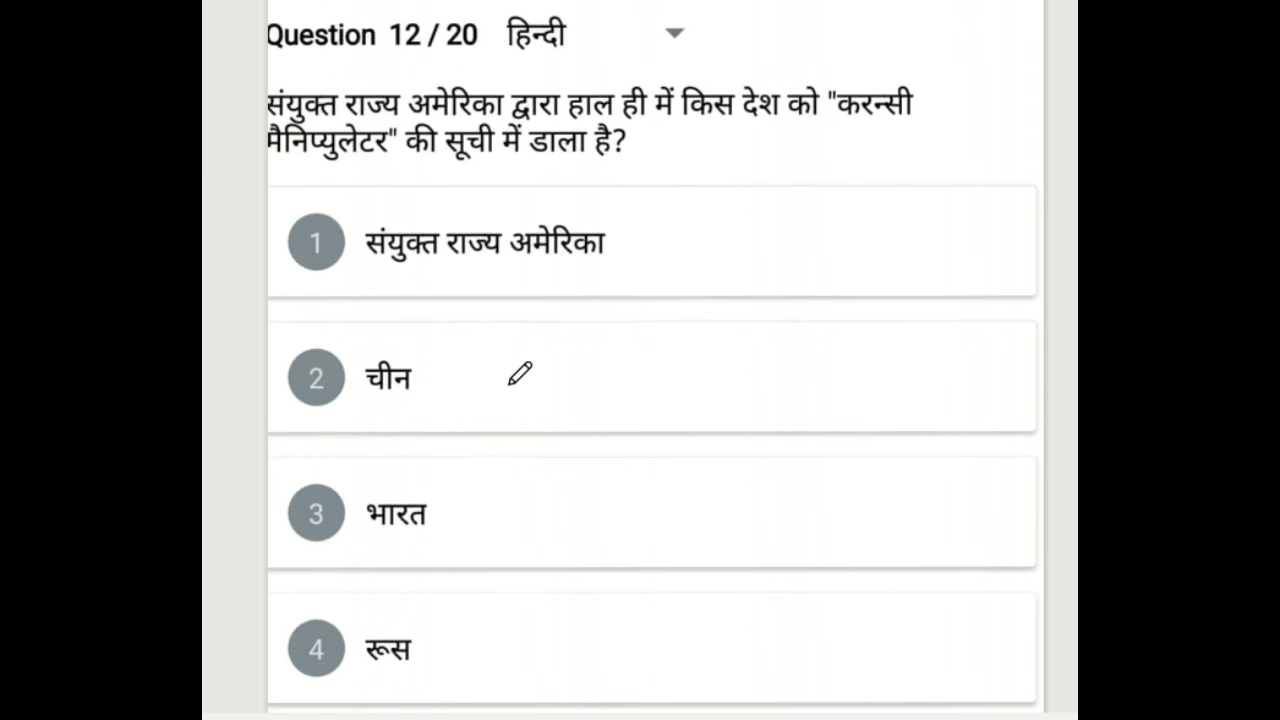 Question 12 / 20 हिन्दी
संयुक्त राज्य अमेरिका द्वारा हाल ही में किस देश को "करन्सी
मैनिप्युलेटर" की सूची में डाला है?
1 संयुक्त राज्य अमेरिका
2 चीन
3 भारत
4 रूस